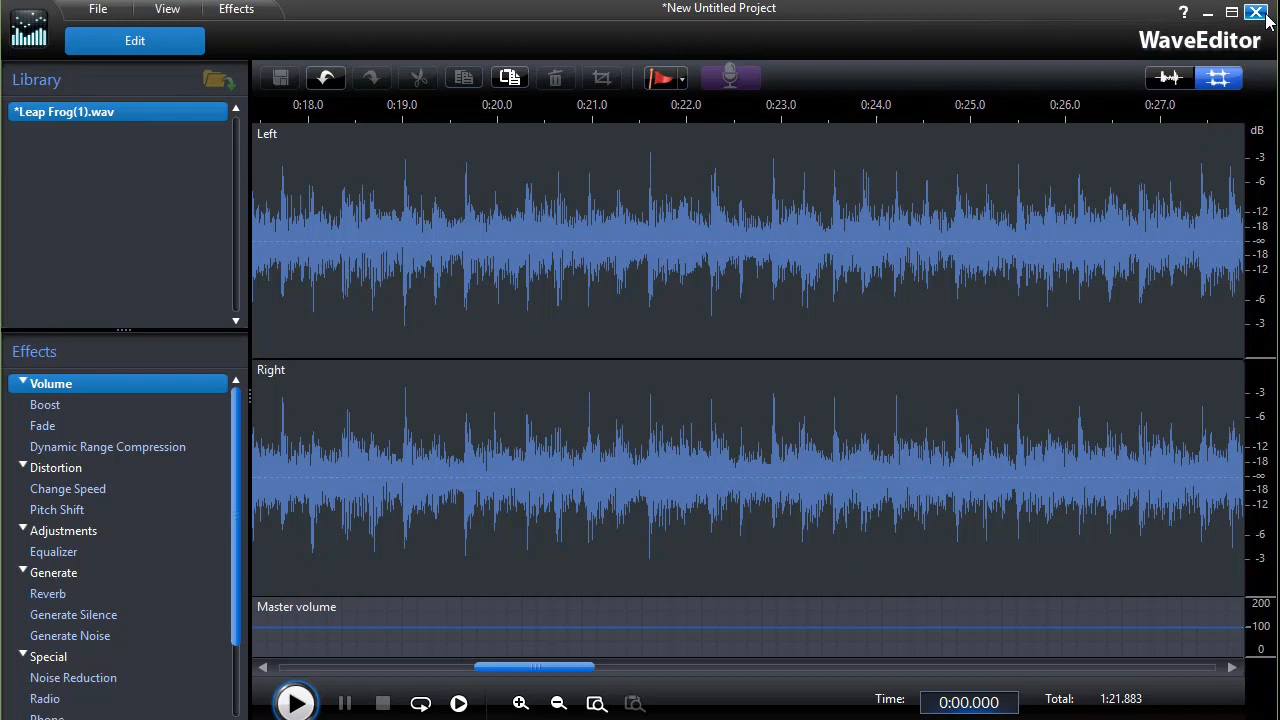 File View Effects
*New Untitled Project
?
Edit
WaveEditor
Library
*Leap Frog(1).wav
0:18.0 0:19.0 0:20.0 0:21.0 0:22.0 0:23.0 0:24.0 0:25.0 0:26.0 0:27.0
Left
dB
-3
-6
-12
-18
-∞
-18
-12
-6
-3
Right
-3
-6
-12
-18
-∞
-18
-12
-6
-3
Effects
Volume
Boost
Fade
Dynamic Range Compression
Distortion
Change Speed
Pitch Shift
Adjustments
Equalizer
Generate
Reverb
Generate Silence
Generate Noise
Special
Noise Reduction
Radio
Phone
Master volume
200
100
0
Time: 0:00.000 Total: 1:21.883